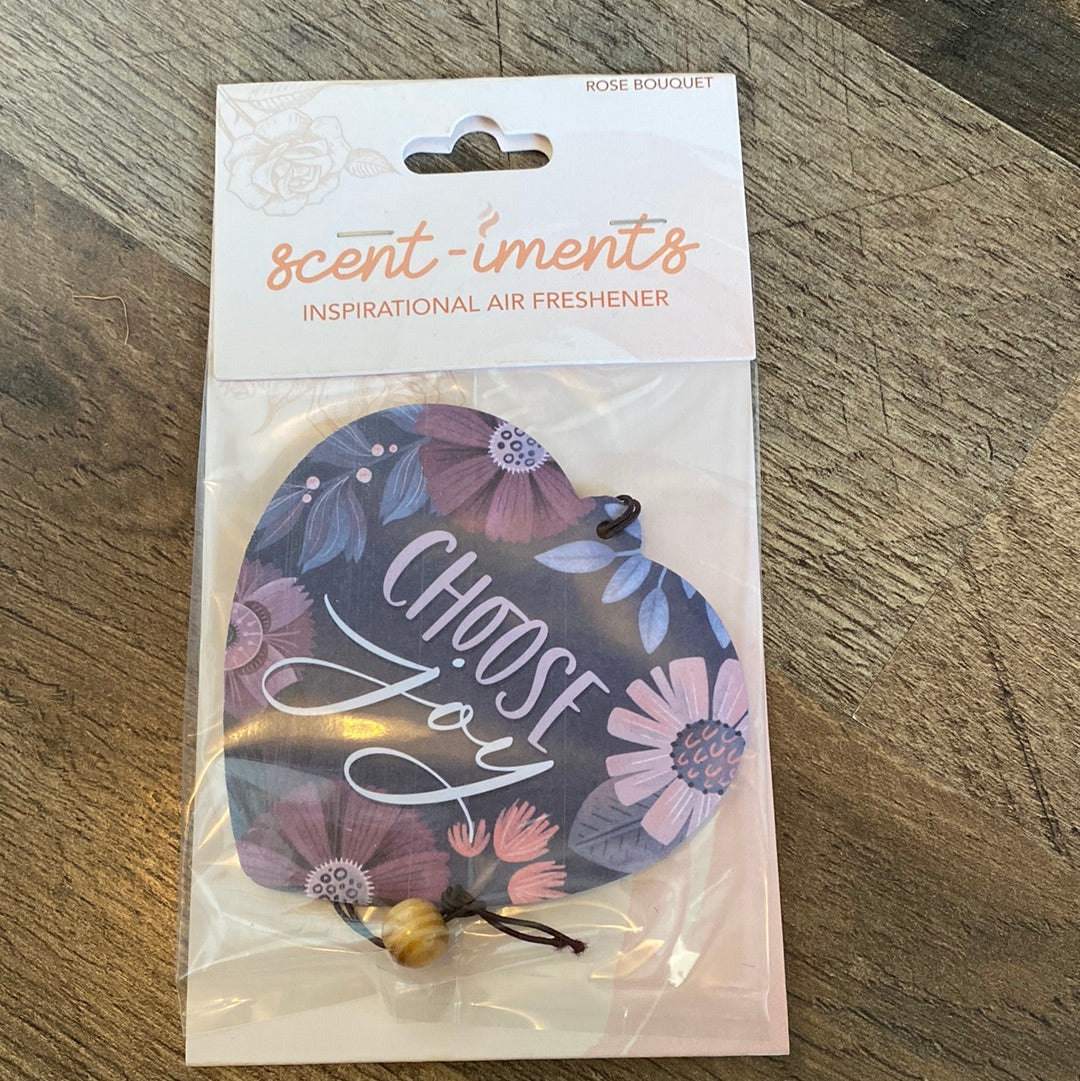 ROSE BOUQUET
scent-iments
INSPIRATIONAL AIR FRESHENER
CHOOSE
Joy